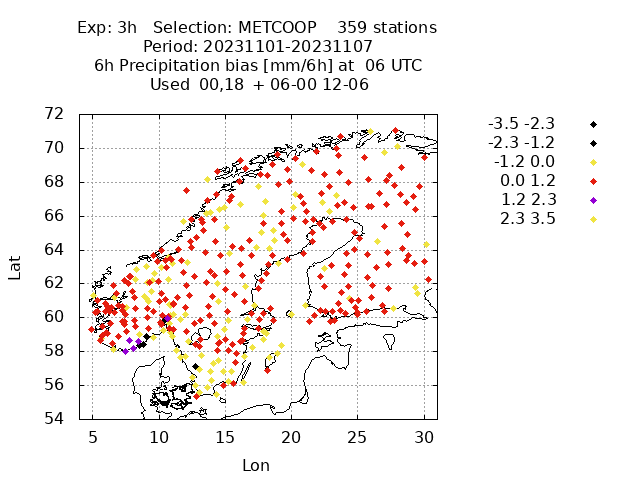 Exp: 3h   Selection: METCOOP    359 stations
Period: 20231101-20231107
6h Precipitation bias [mm/6h] at  06 UTC
Used 00,18  + 06-00 12-06
72
70
68
66
64
62
60
58
56
54
Lat
5 10 15 20 25 30
Lon
-3.5 -2.3
-2.3 -1.2
-1.2 0.0
0.0 1.2
1.2 2.3
2.3 3.5